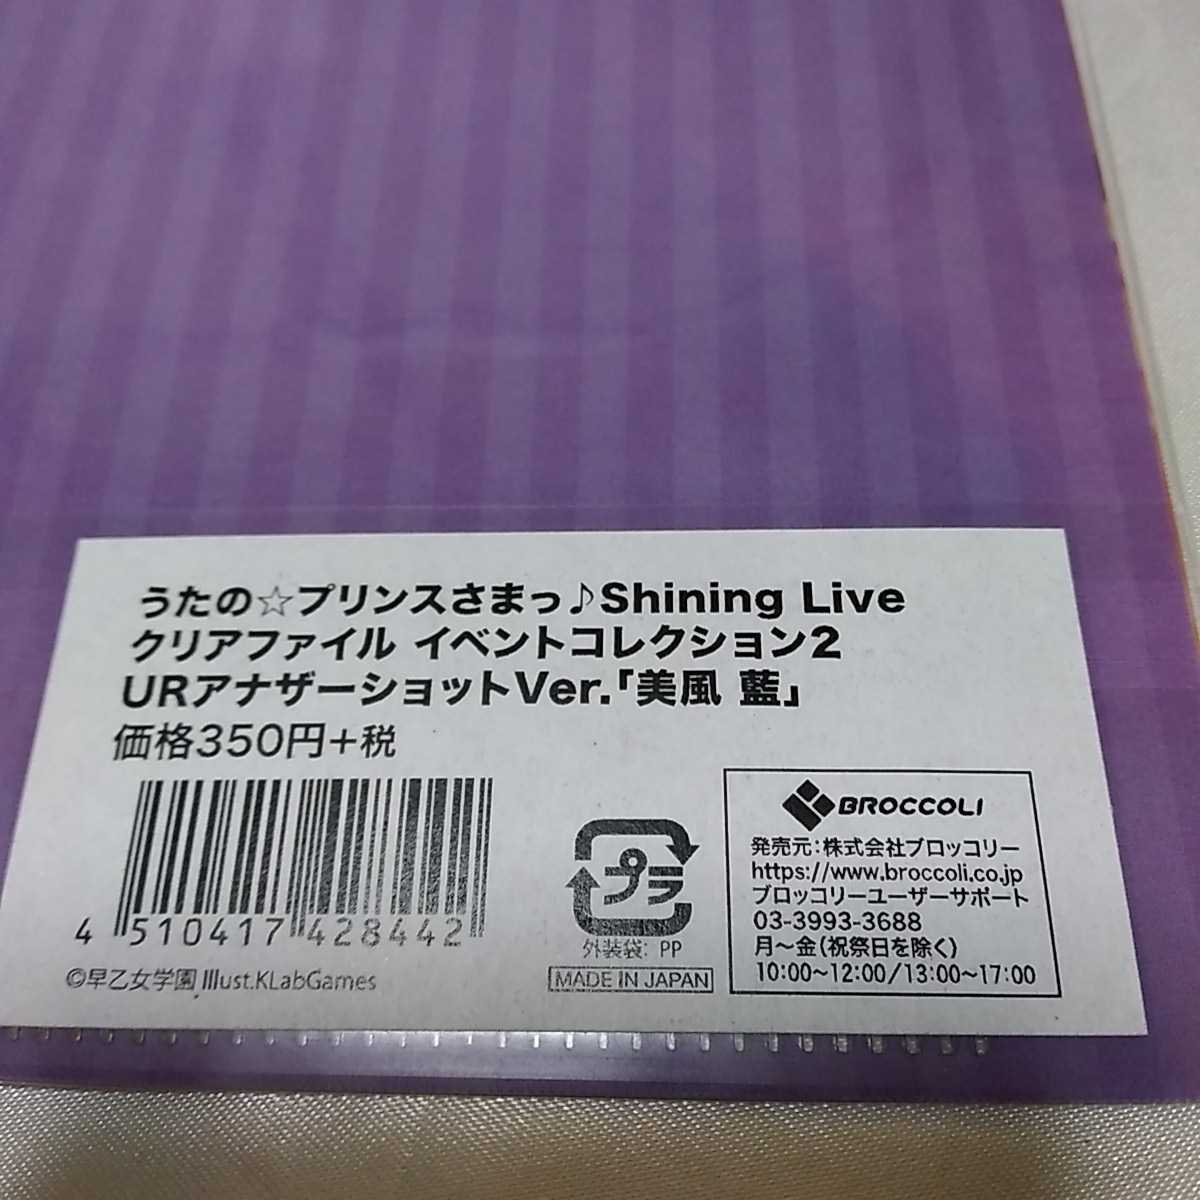 うたの☆プリンスさまっ♪Shining Live
クリアファイル イベントコレクション2
URアナザーショットVer.「美風 藍」
価格350円+税
4 510417 428442
©早乙女学園 Illust.KLabGames
プラ
外装袋: PP
MADE IN JAPAN
BROCCOLI
発売元:株式会社ブロッコリー
https://www.broccoli.co.jp
ブロッコリーユーザーサポート
03-3993-3688
月〜金(祝祭日を除く)
10:00〜12:00/13:00〜17:00